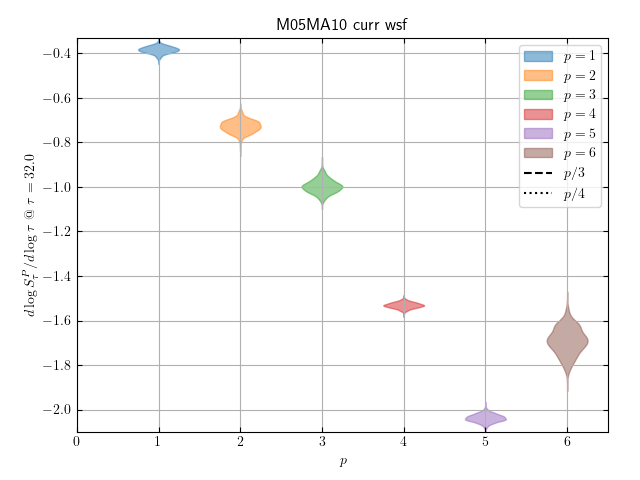 M05MA10 curr wsf
−0.4
−0.6
−0.8
−1.0
−1.2
−1.4
−1.6
−1.8
−2.0
d log S_τ^P / d log τ @ τ = 32.0
0 1 2 3 4 5 6
p
p = 1
p = 2
p = 3
p = 4
p = 5
p = 6
p/3
p/4